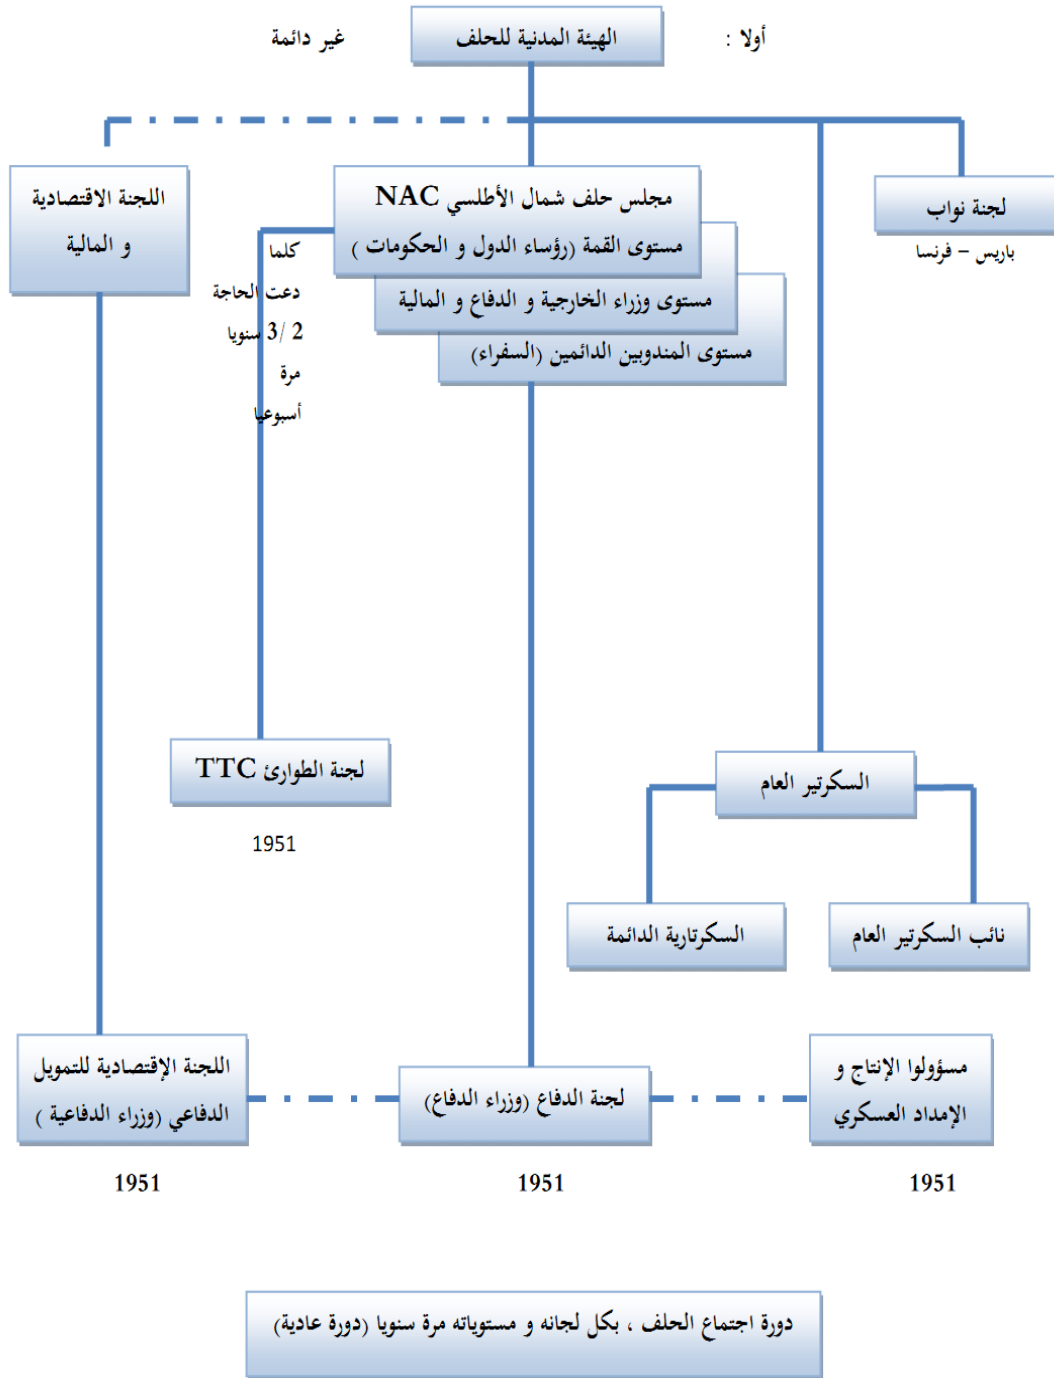 أولا :
الهيئة المدنية للحلف
غير دائمة
لجنة نواب
باريس – فرنسا
مجلس حلف شمال الأطلسي NAC
مستوى القمة (رؤساء الدول و الحكومات )
مستوى وزراء الخارجية و الدفاع و المالية
مستوى المندوبين الدائمين (السفراء)
كلما
دعت الحاجة
2 /3 سنويا
مرة
أسبوعيا
اللجنة الاقتصادية
و المالية
لجنة الطوارئ TTC
1951
السكرتير العام
نائب السكرتير العام
السكرتارية الدائمة
مسؤولوا الإنتاج و
الإمداد العسكري
1951
لجنة الدفاع (وزراء الدفاع)
1951
اللجنة الإقتصادية للتمويل
الدفاعي (وزراء الدفاعية )
1951
دورة اجتماع الحلف ، بكل لجانه و مستوياته مرة سنويا (دورة عادية)